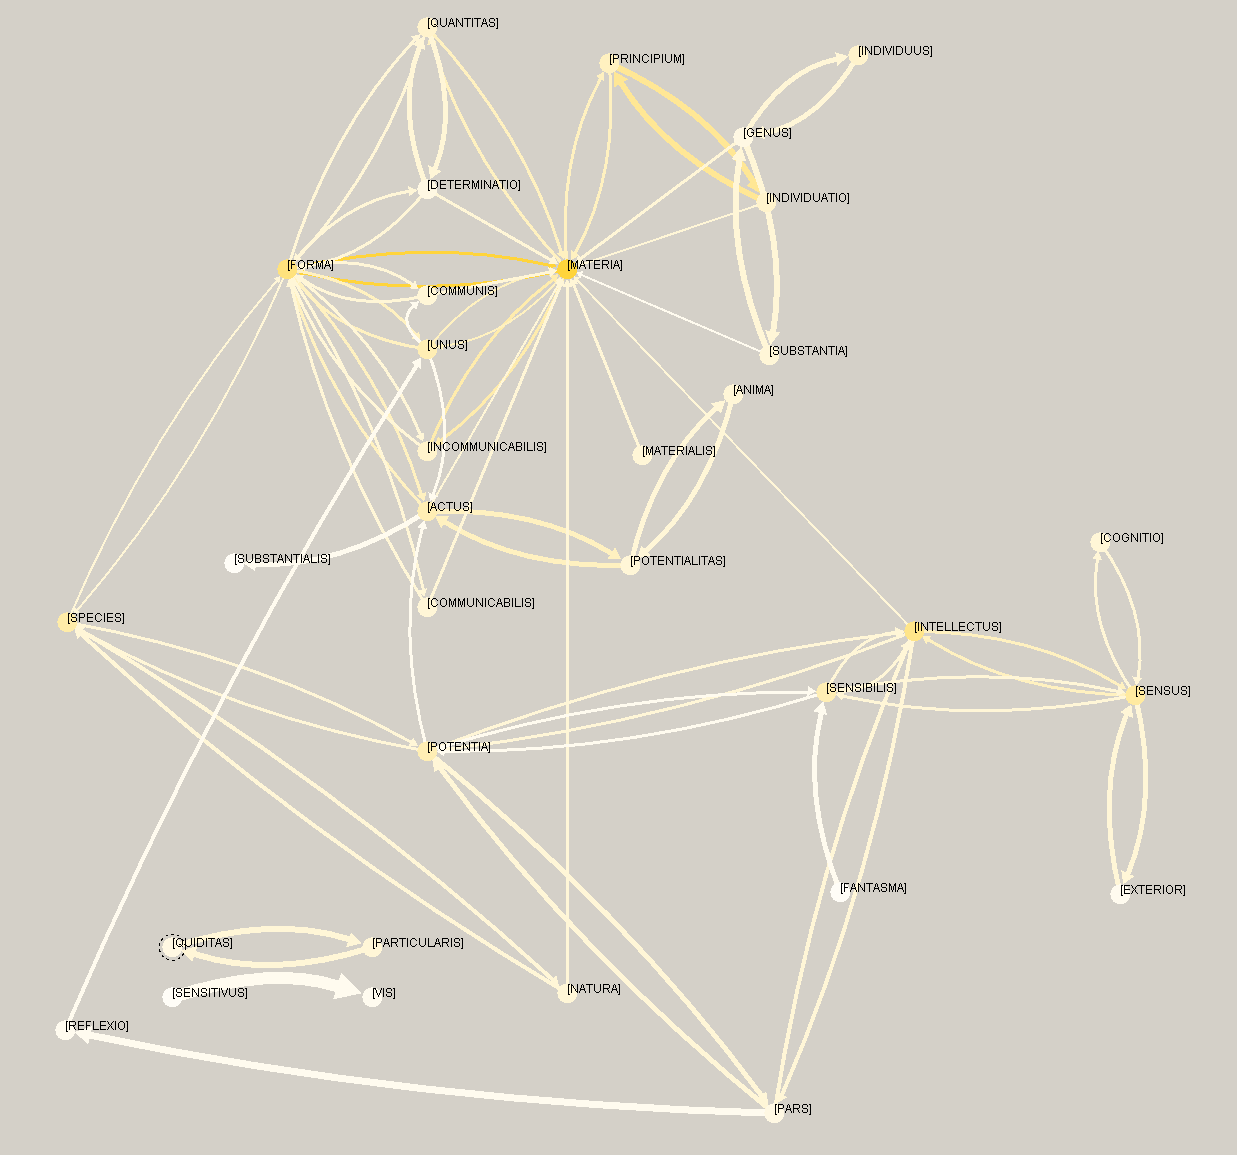 [QUANTITAS]
[INDIVIDUUS]
[PRINCIPIUM]
[GENUS]
[DETERMINATIO]
[INDIVIDUATIO]
[FORMA]
[MATERIA]
[COMMUNIS]
[UNUS]
[SUBSTANTIA]
[ANIMA]
[INCOMMUNICABILIS]
[MATERIALIS]
[ACTUS]
[COGNITIO]
[SUBSTANTIALIS]
[POTENTIALITAS]
[COMMUNICABILIS]
[SPECIES]
[INTELLECTUS]
[SENSIBILIS]
[SENSUS]
[POTENTIA]
[FANTASMA]
[EXTERIOR]
[QUIDITAS]
[PARTICULARIS]
[NATURA]
[SENSITIVUS]
[VIS]
[REFLEXIO]
[PARS]